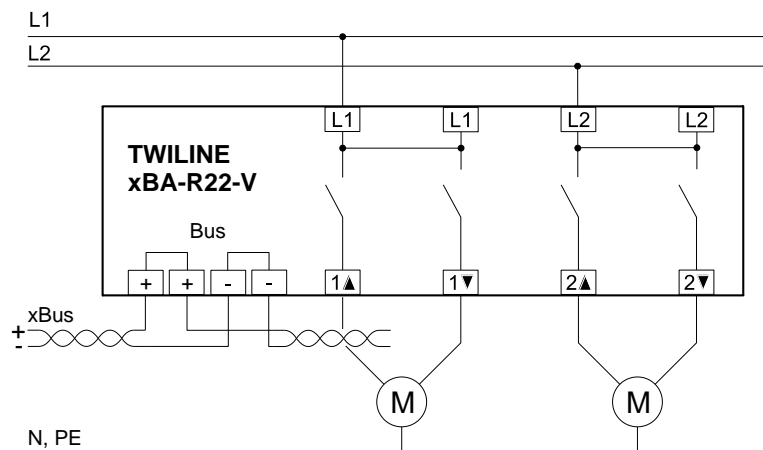 L1
L2
L1 L1 L2 L2
TWILINE
xBA-R22-V
Bus
+ + - - 1▲ 1▼ 2▲ 2▼
xBus
+
-
M M
N, PE